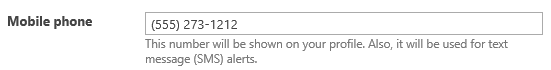 Mobile phone (555) 273-1212
This number will be shown on your profile. Also, it will be used for text
message (SMS) alerts.